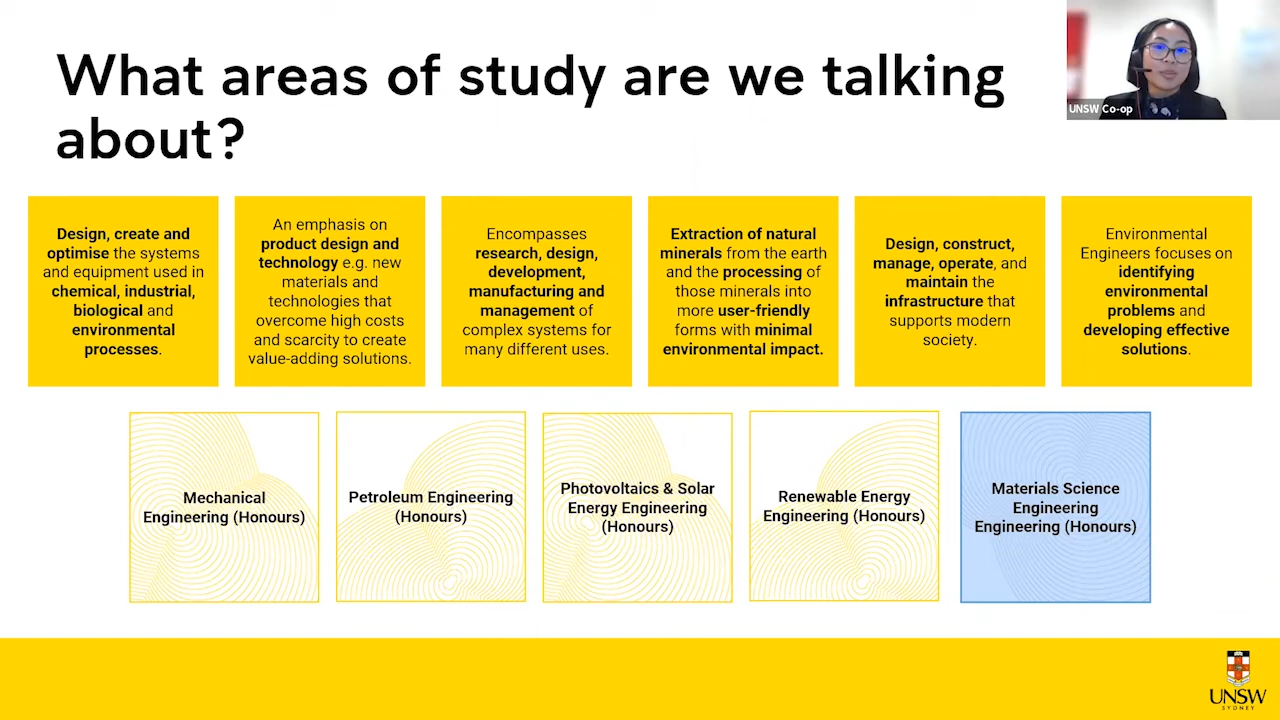 What areas of study are we talking
about?
UNSW Co-op
Design, create and
optimise the systems
and equipment used in
chemical, industrial,
biological and
environmental
processes.
An emphasis on
product design and
technology e.g. new
materials and
technologies that
overcome high costs
and scarcity to create
value-adding solutions.
Encompasses
research, design,
development,
manufacturing and
management of
complex systems for
many different uses.
Extraction of natural
minerals from the earth
and the processing of
those minerals into
more user-friendly
forms with minimal
environmental impact.
Design, construct,
manage, operate, and
maintain the
infrastructure that
supports modern
society.
Environmental
Engineers focuses on
identifying
environmental
problems and
developing effective
solutions.
Mechanical
Engineering (Honours)
Petroleum Engineering
(Honours)
Photovoltaics & Solar
Energy Engineering
(Honours)
Renewable Energy
Engineering (Honours)
Materials Science
Engineering
Engineering (Honours)
UNSW
SYDNEY